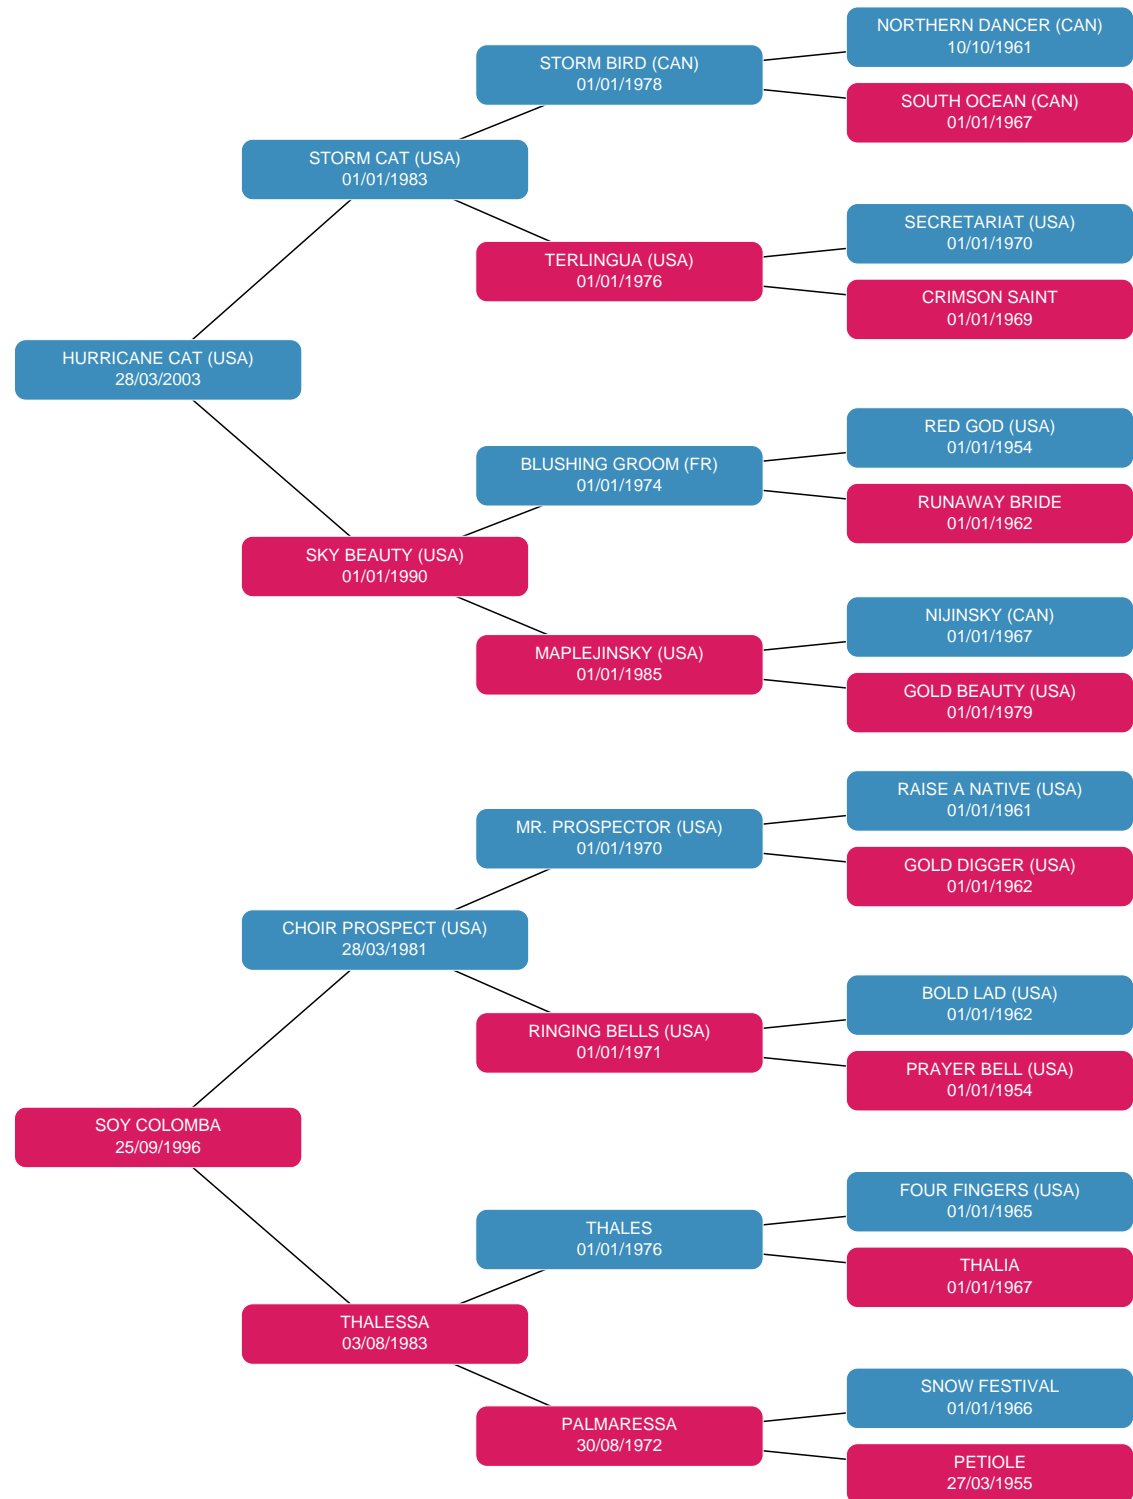 NORTHERN DANCER (CAN)
10/10/1961
STORM BIRD (CAN)
01/01/1978
SOUTH OCEAN (CAN)
01/01/1967
STORM CAT (USA)
01/01/1983
SECRETARIAT (USA)
01/01/1970
TERLINGUA (USA)
01/01/1976
CRIMSON SAINT
01/01/1969
HURRICANE CAT (USA)
28/03/2003
RED GOD (USA)
01/01/1954
BLUSHING GROOM (FR)
01/01/1974
RUNAWAY BRIDE
01/01/1962
SKY BEAUTY (USA)
01/01/1990
NIJINSKY (CAN)
01/01/1967
MAPLEJINSKY (USA)
01/01/1985
GOLD BEAUTY (USA)
01/01/1979
RAISE A NATIVE (USA)
01/01/1961
MR. PROSPECTOR (USA)
01/01/1970
GOLD DIGGER (USA)
01/01/1962
CHOIR PROSPECT (USA)
28/03/1981
BOLD LAD (USA)
01/01/1962
RINGING BELLS (USA)
01/01/1971
PRAYER BELL (USA)
01/01/1954
SOY COLOMBA
25/09/1996
FOUR FINGERS (USA)
01/01/1965
THALES
01/01/1976
THALIA
01/01/1967
THALESSA
03/08/1983
SNOW FESTIVAL
01/01/1966
PALMARESSA
30/08/1972
PETIOLE
27/03/1955